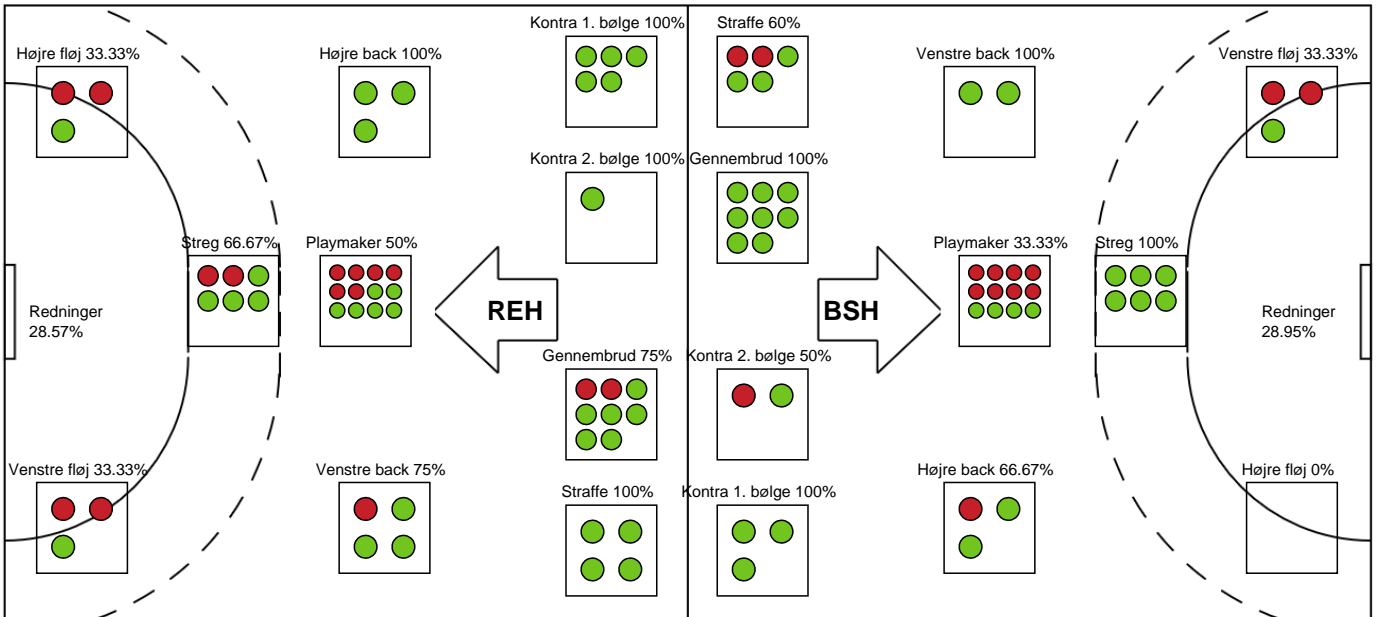 Kontra 1. bølge 100%
Straffe 60%
Højre fløj 33.33%
Højre back 100%
Venstre back 100%
Venstre fløj 33.33%
Kontra 2. bølge 100%
Gennembrud 100%
Streg 66.67%
Playmaker 50%
Playmaker 33.33%
Streg 100%
Redninger
28.57%
REH
BSH
Redninger
28.95%
Gennembrud 75%
Kontra 2. bølge 50%
Venstre fløj 33.33%
Venstre back 75%
Højre back 66.67%
Højre fløj 0%
Straffe 100%
Kontra 1. bølge 100%